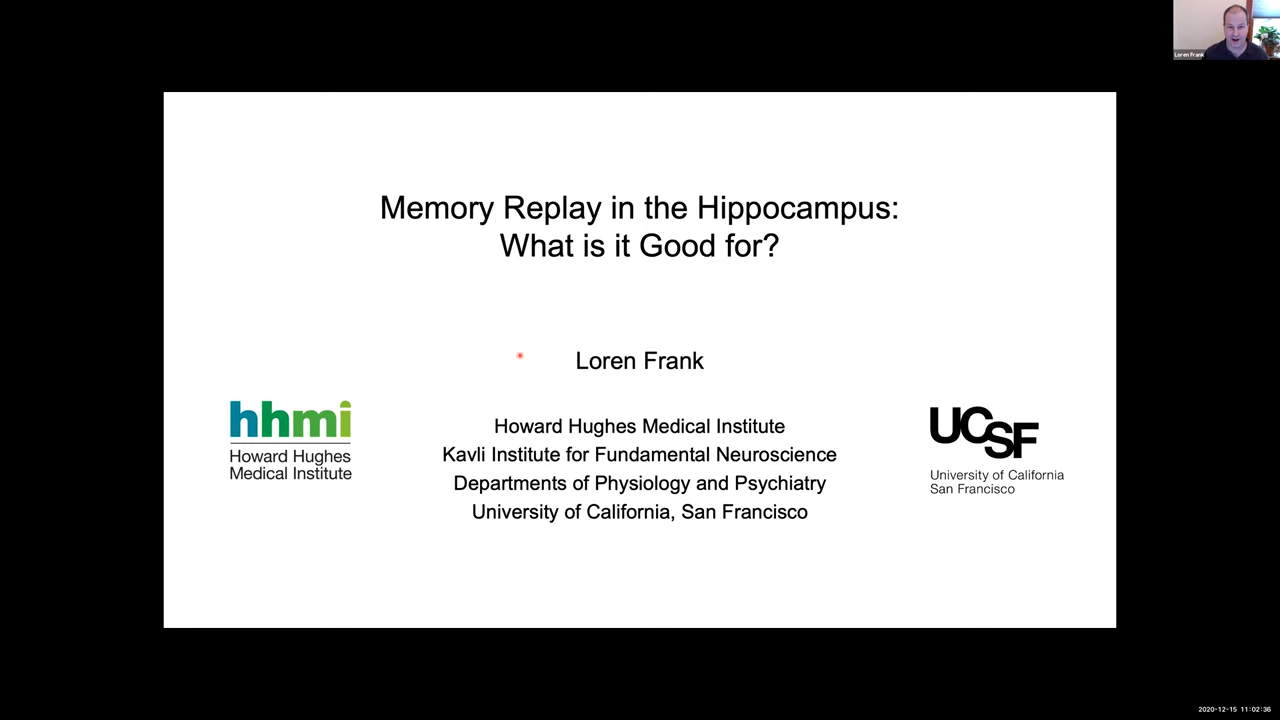 Loren Frank
Memory Replay in the Hippocampus:
What is it Good for?
Loren Frank
hhmi
Howard Hughes
Medical Institute
Howard Hughes Medical Institute
Kavli Institute for Fundamental Neuroscience
Departments of Physiology and Psychiatry
University of California, San Francisco
UCSF
University of California
San Francisco
2020-12-15 11:02:36